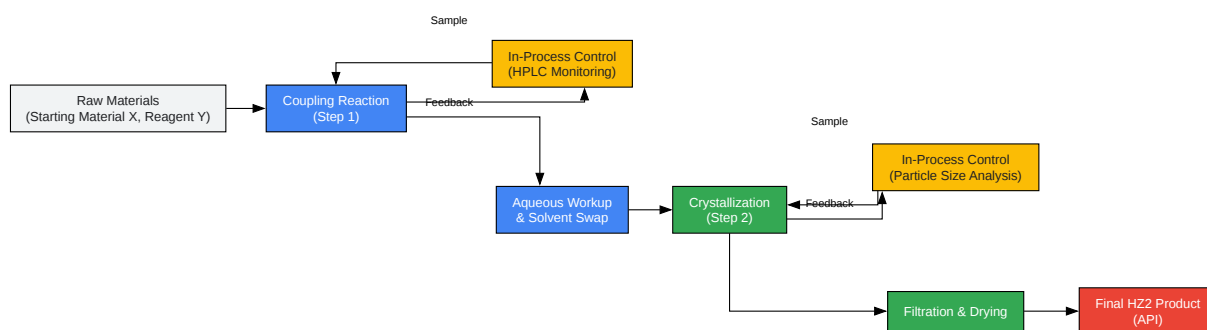 Sample
In-Process Control
(HPLC Monitoring)
Raw Materials
(Starting Material X, Reagent Y)
Coupling Reaction
(Step 1)
Feedback
Sample
In-Process Control
(Particle Size Analysis)
Aqueous Workup
& Solvent Swap
Crystallization
(Step 2)
Feedback
Filtration & Drying
Final HZ2 Product
(API)